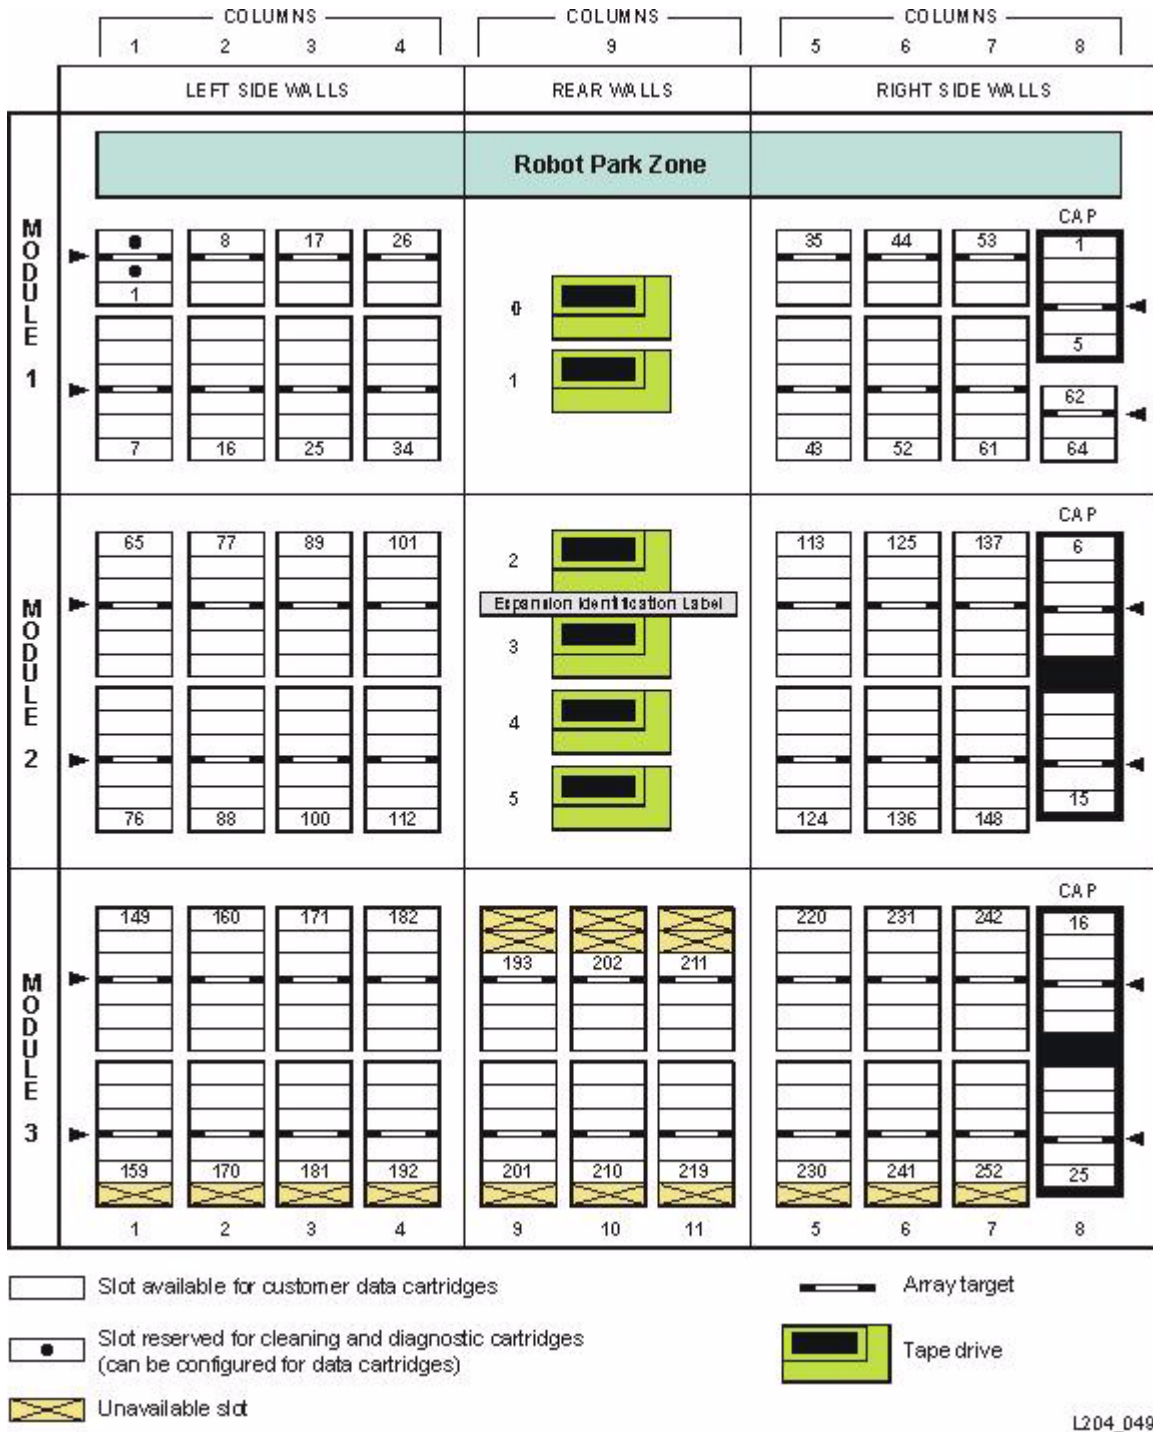 COLUMNS COLUMNS COLUMNS
1 2 3 4 9 5 6 7 8
LEFT SIDE WALLS REAR WALLS RIGHT SIDE WALLS
Robot Park Zone
MODULE 1
CAP
8 17 26 35 44 53 1
1
0
5
1
62
7 16 25 34 43 52 61 64
MODULE 2
CAP
65 77 89 101 2 113 125 137 6
Expansion Identification Label
3
4
5
76 88 100 112 124 136 148 15
MODULE 3
CAP
149 160 171 182 220 231 242 16
193 202 211
159 170 181 192 201 210 219 230 241 252 25
1 2 3 4 9 10 11 5 6 7 8
Slot available for customer data cartridges
Array target
Slot reserved for cleaning and diagnostic cartridges
(can be configured for data cartridges)
Tape drive
Unavailable slot
L204_049